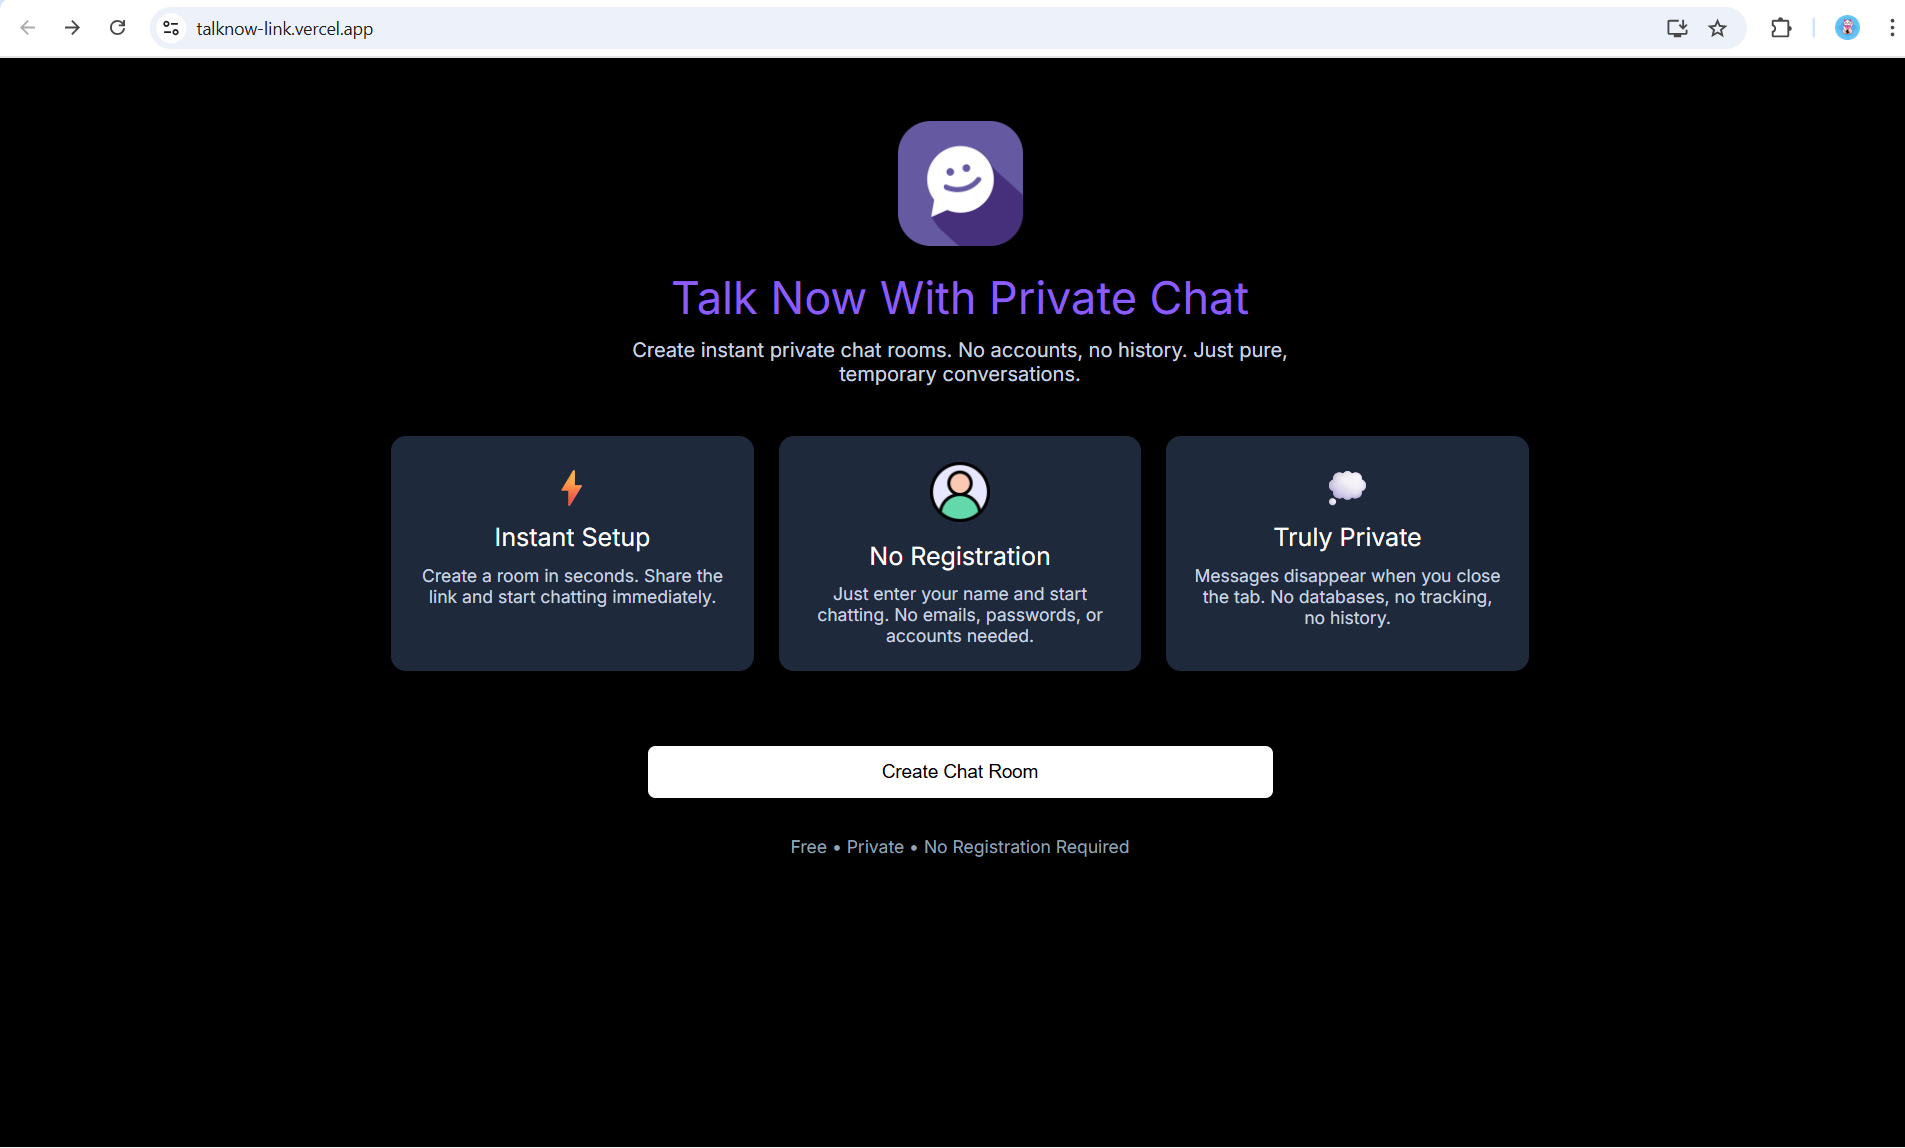 talknow-link.vercel.app
Talk Now With Private Chat
Create instant private chat rooms. No accounts, no history. Just pure,
temporary conversations.
Instant Setup
Create a room in seconds. Share the
link and start chatting immediately.
No Registration
Just enter your name and start
chatting. No emails, passwords, or
accounts needed.
Truly Private
Messages disappear when you close
the tab. No databases, no tracking,
no history.
Create Chat Room
Free • Private • No Registration Required